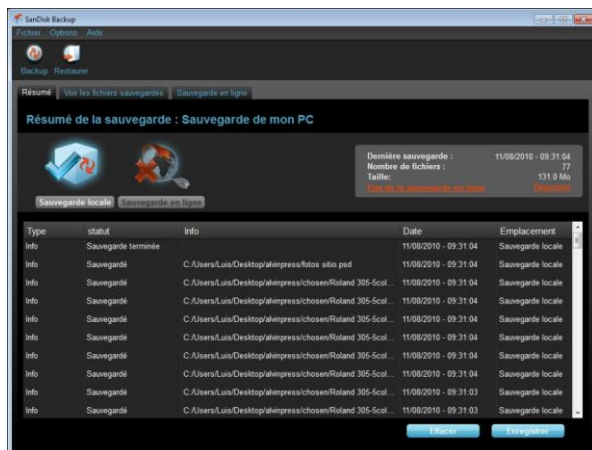 SanDisk Backup
Fichier Options Aide
Backup Restaurer
Résumé Voir les fichiers sauvegardés Sauvegarde en ligne
Résumé de la sauvegarde : Sauvegarde de mon PC
Dernière sauvegarde : 11/08/2010 - 09:31:04
Nombre de fichiers : 77
Taille: 131.0 Mo
Etat de la sauvegarde en ligne Désactivé
Sauvegarde locale Sauvegarde en ligne
Type statut Info Date Emplacement
Info Sauvegarde terminée 11/08/2010 - 09:31:04 Sauvegarde locale
Info Sauvegardé C:/Users/Luis/Desktop/alvinpress/fotos sitio.psd 11/08/2010 - 09:31:04 Sauvegarde locale
Info Sauvegardé C:/Users/Luis/Desktop/alvinpress/chosen/Roland 305-5col... 11/08/2010 - 09:31:04 Sauvegarde locale
Info Sauvegardé C:/Users/Luis/Desktop/alvinpress/chosen/Roland 305-5col... 11/08/2010 - 09:31:04 Sauvegarde locale
Info Sauvegardé C:/Users/Luis/Desktop/alvinpress/chosen/Roland 305-5col... 11/08/2010 - 09:31:04 Sauvegarde locale
Info Sauvegardé C:/Users/Luis/Desktop/alvinpress/chosen/Roland 305-5col... 11/08/2010 - 09:31:04 Sauvegarde locale
Info Sauvegardé C:/Users/Luis/Desktop/alvinpress/chosen/Roland 305-5col... 11/08/2010 - 09:31:04 Sauvegarde locale
Info Sauvegardé C:/Users/Luis/Desktop/alvinpress/chosen/Roland 305-5col... 11/08/2010 - 09:31:04 Sauvegarde locale
Info Sauvegardé C:/Users/Luis/Desktop/alvinpress/chosen/Roland 305-5col... 11/08/2010 - 09:31:03 Sauvegarde locale
Info Sauvegardé C:/Users/Luis/Desktop/alvinpress/chosen/Roland 305-5col... 11/08/2010 - 09:31:03 Sauvegarde locale
Effacer Enregistrer